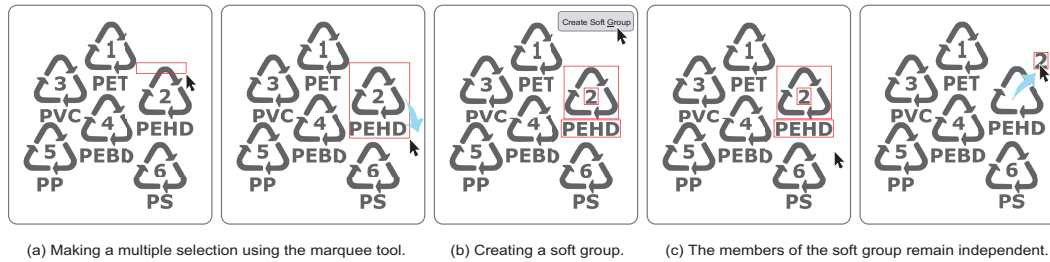 1
PET
3
PVC
2
PEHD
4
PEBD
5
PP
6
PS
1
PET
3
PVC
2
PEHD
4
PEBD
5
PP
6
PS
Create Soft Group
1
PET
3
PVC
2
PEHD
4
PEBD
5
PP
6
PS
1
PET
3
PVC
2
PEHD
4
PEBD
5
PP
6
PS
1
PET
3
PVC
2
PEHD
4
PEBD
5
PP
6
PS
(a) Making a multiple selection using the marquee tool.
(b) Creating a soft group.
(c) The members of the soft group remain independent.